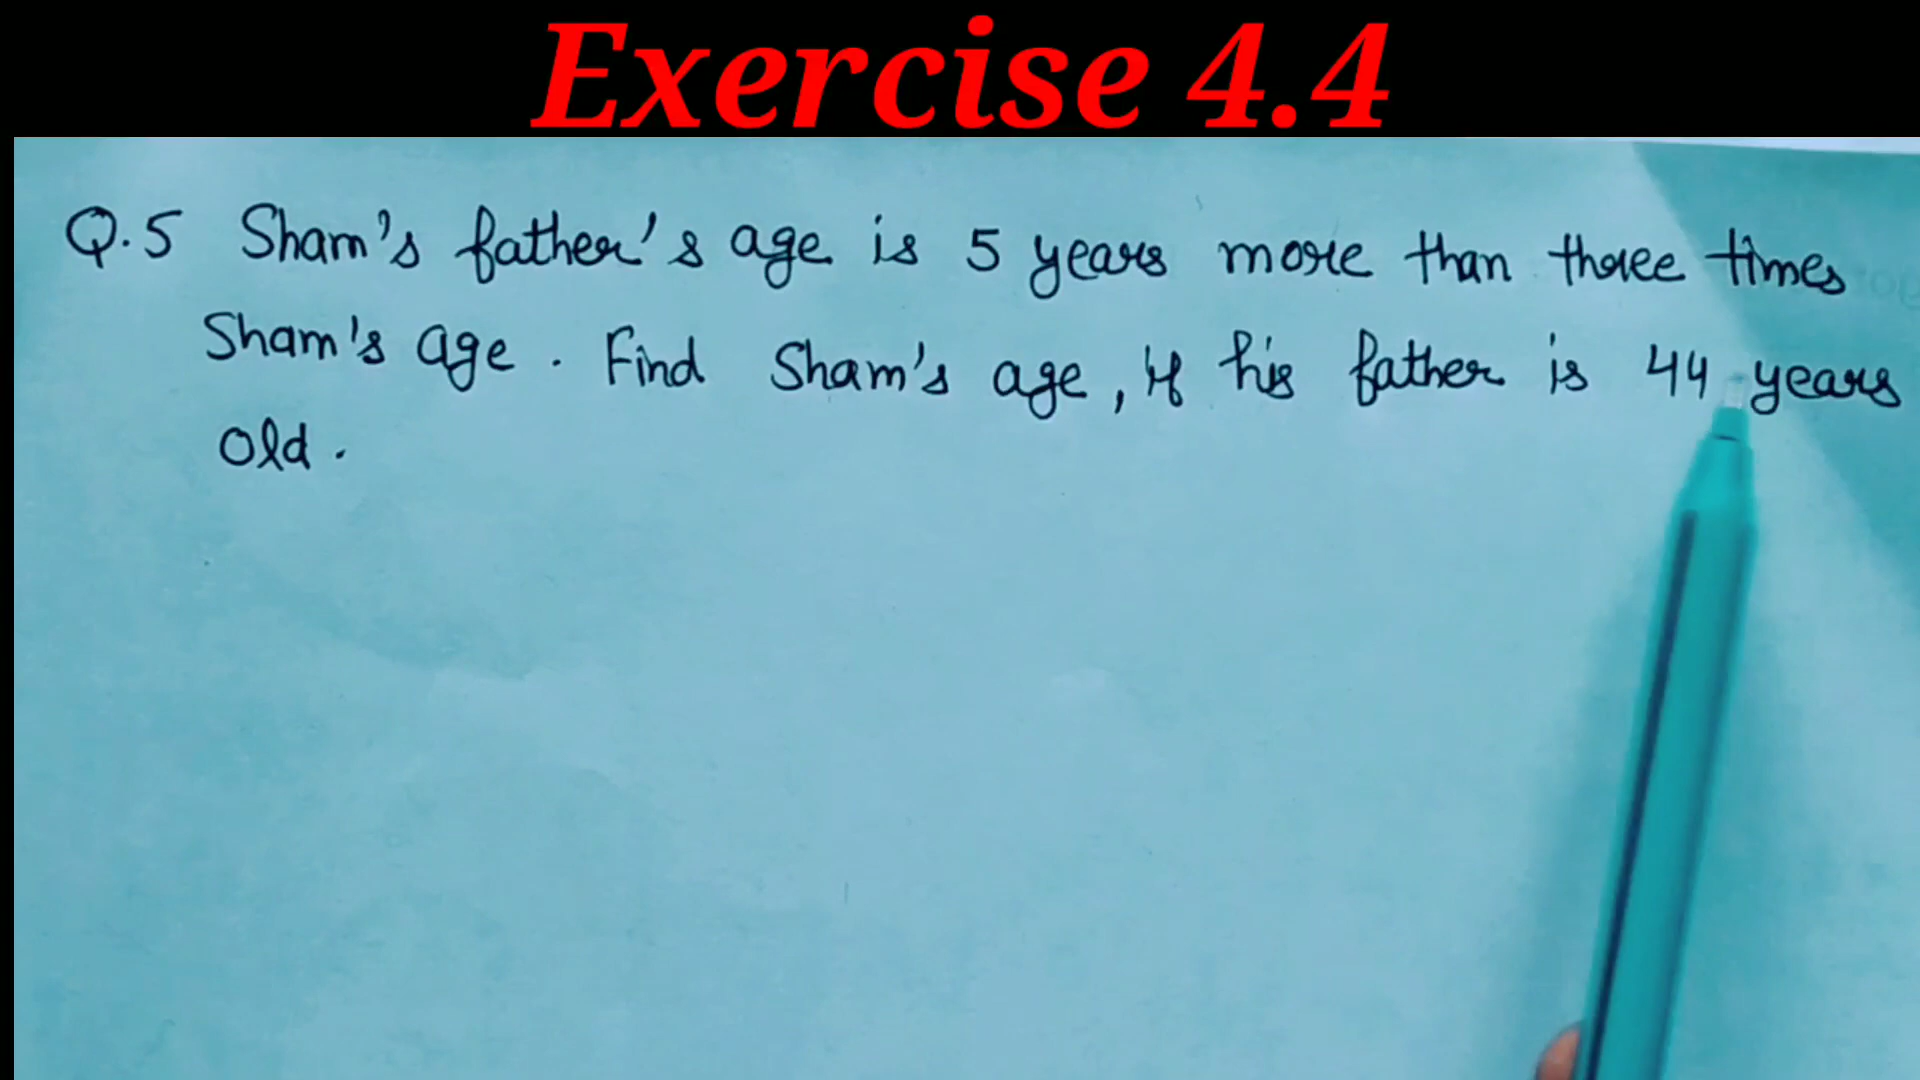 Exercise 4.4
Q.5 Sham's father's age is 5 years more than three times
Sham's age. Find Sham's age, if his father is 44 years
old.